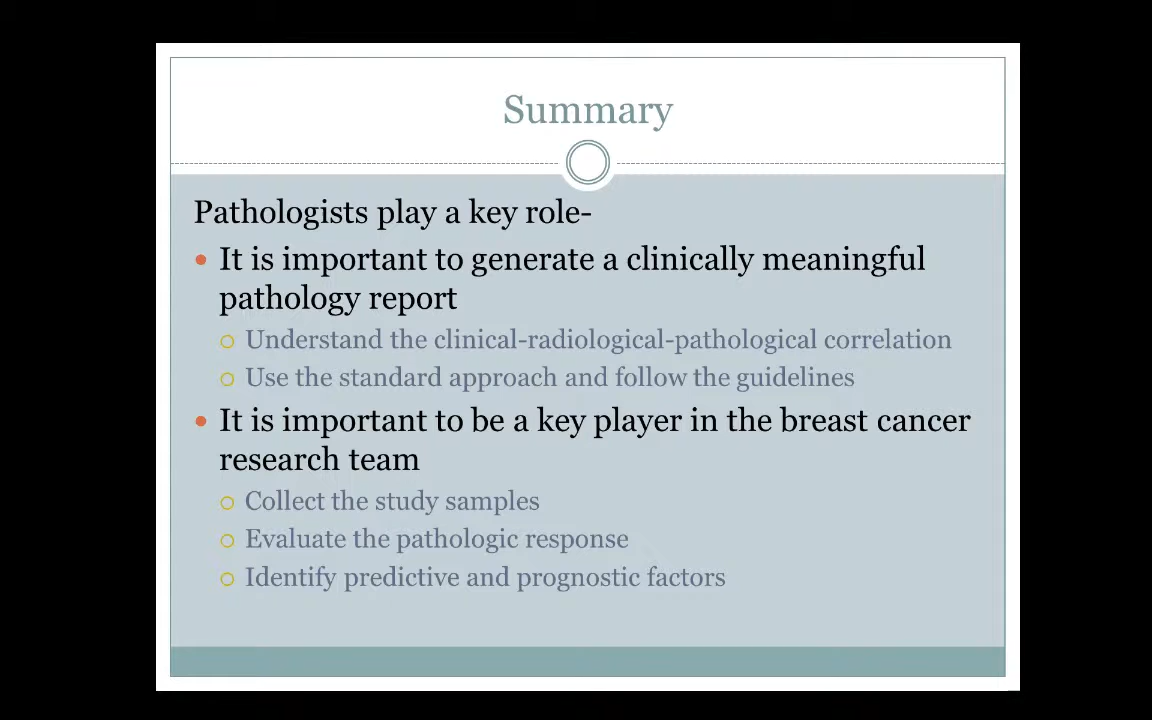 Summary
Pathologists play a key role-
It is important to generate a clinically meaningful
pathology report
Understand the clinical-radiological-pathological correlation
Use the standard approach and follow the guidelines
It is important to be a key player in the breast cancer
research team
Collect the study samples
Evaluate the pathologic response
Identify predictive and prognostic factors